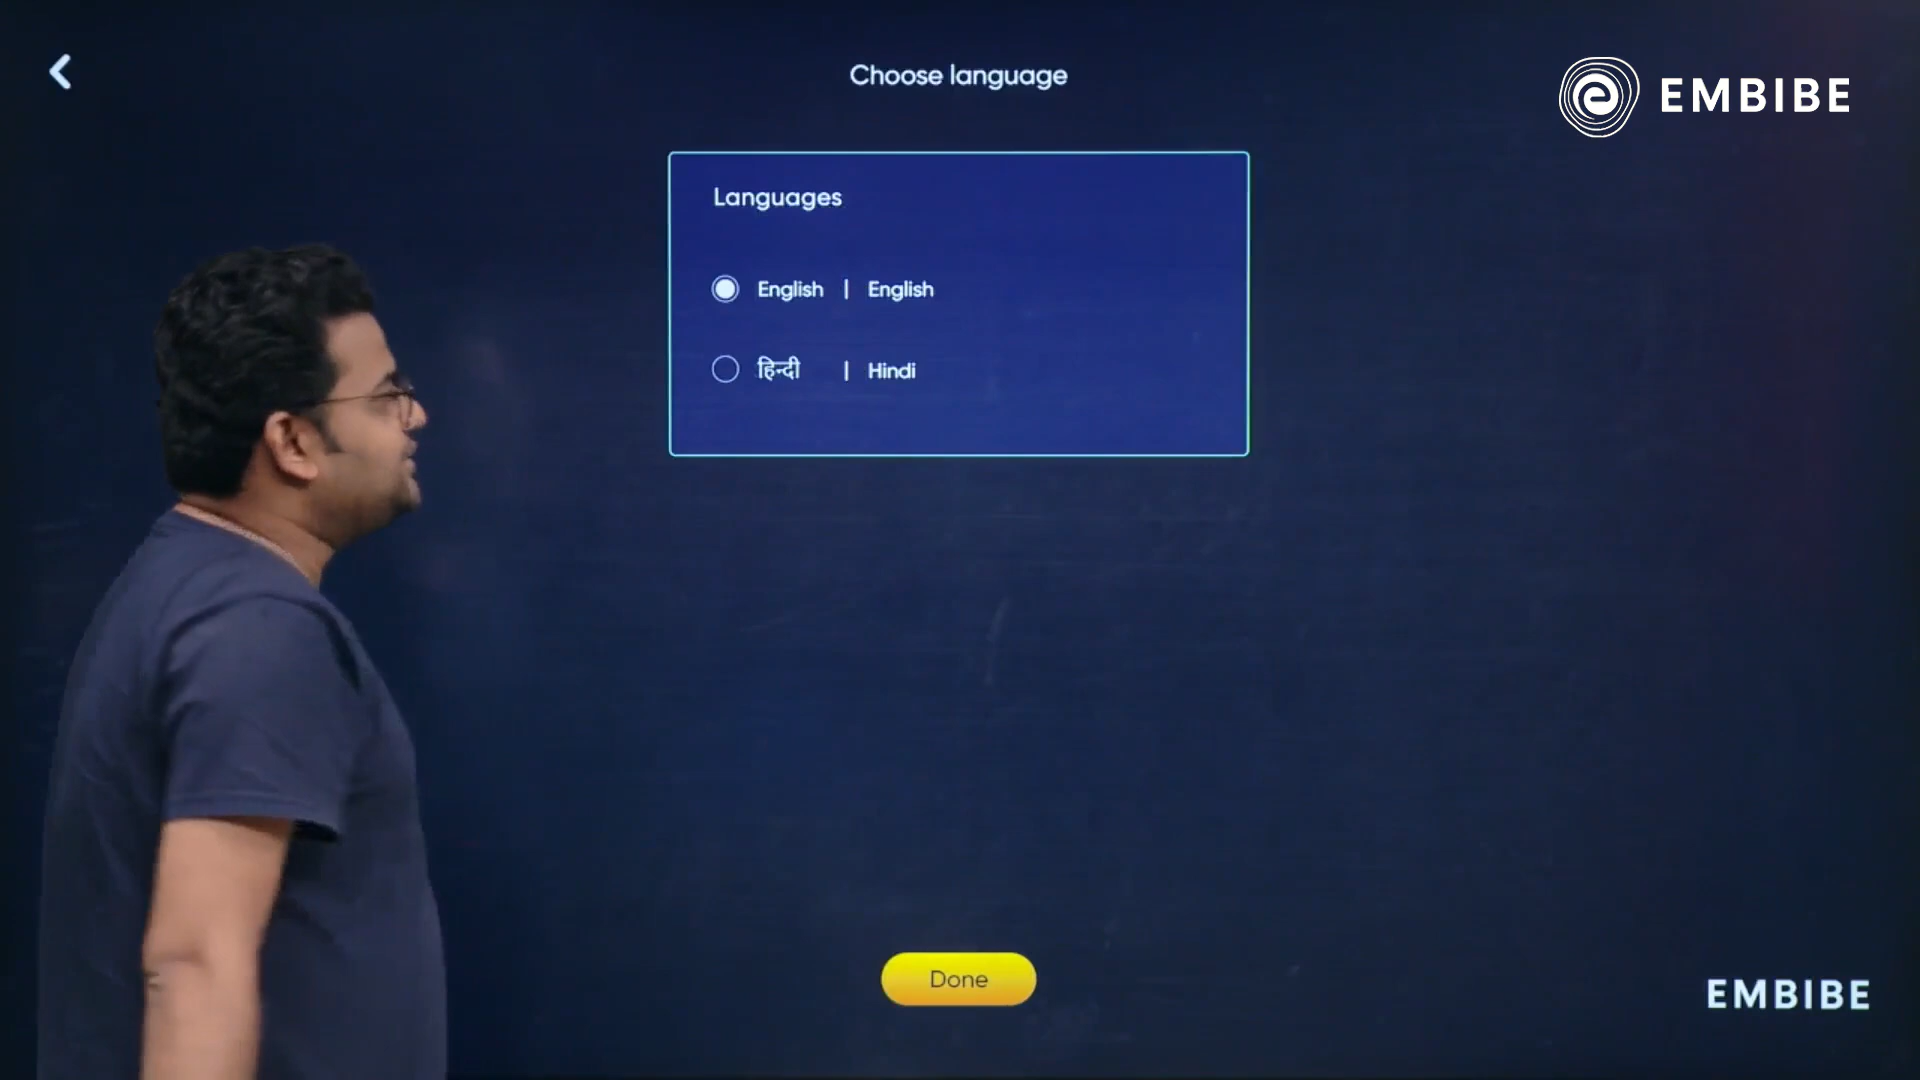 Choose language
EMBIBE
Languages
English | English
हिन्दी | Hindi
Done
EMBIBE